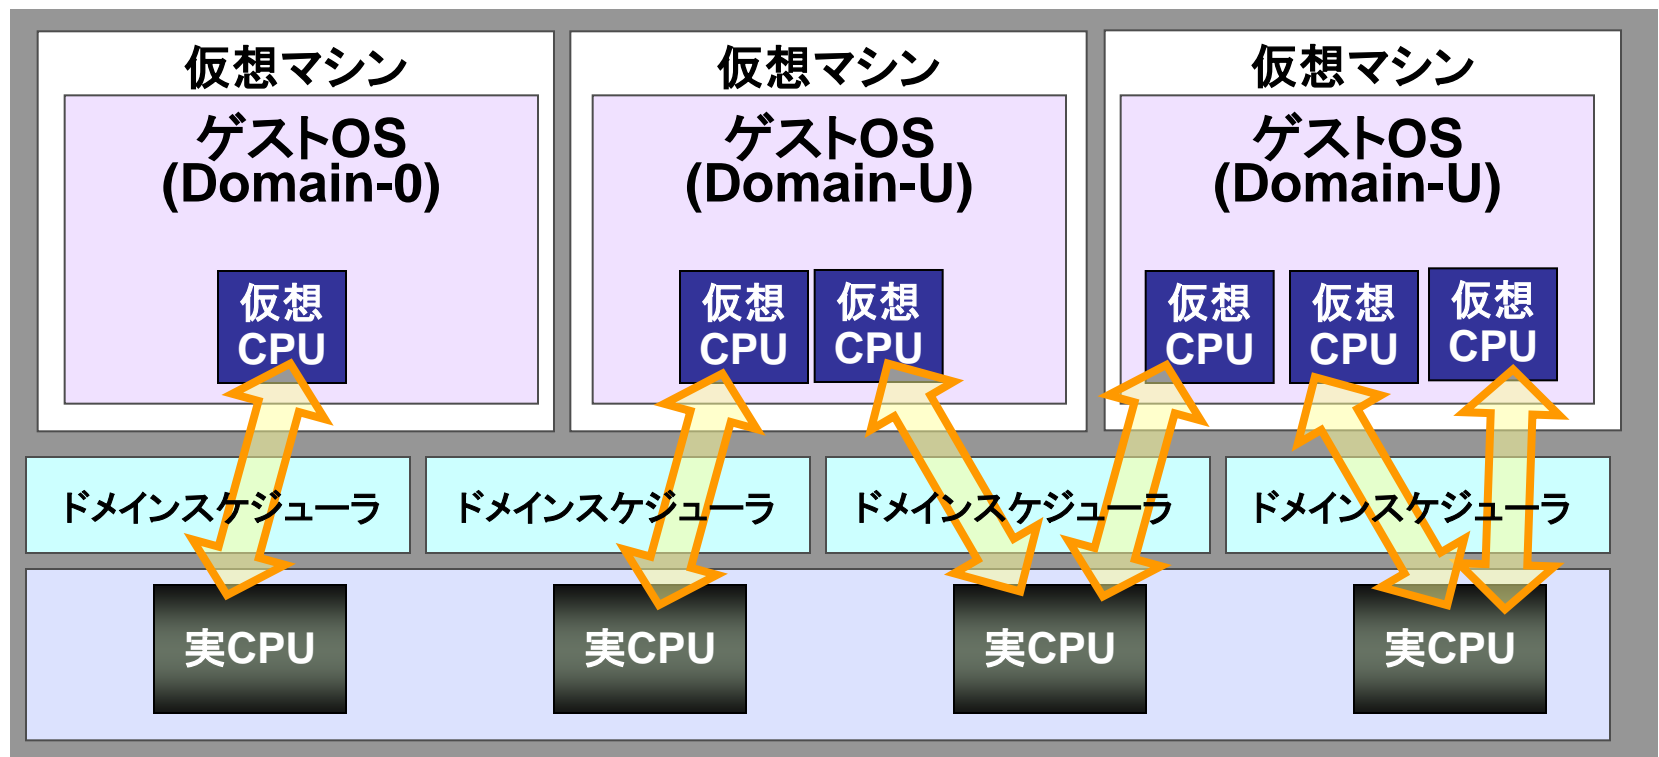 仮想マシン
ゲストOS
(Domain-0)
仮想
CPU
仮想マシン
ゲストOS
(Domain-U)
仮想
CPU
仮想
CPU
仮想マシン
ゲストOS
(Domain-U)
仮想
CPU
仮想
CPU
仮想
CPU
ドメインスケジューラ
ドメインスケジューラ
ドメインスケジューラ
ドメインスケジューラ
実CPU
実CPU
実CPU
実CPU